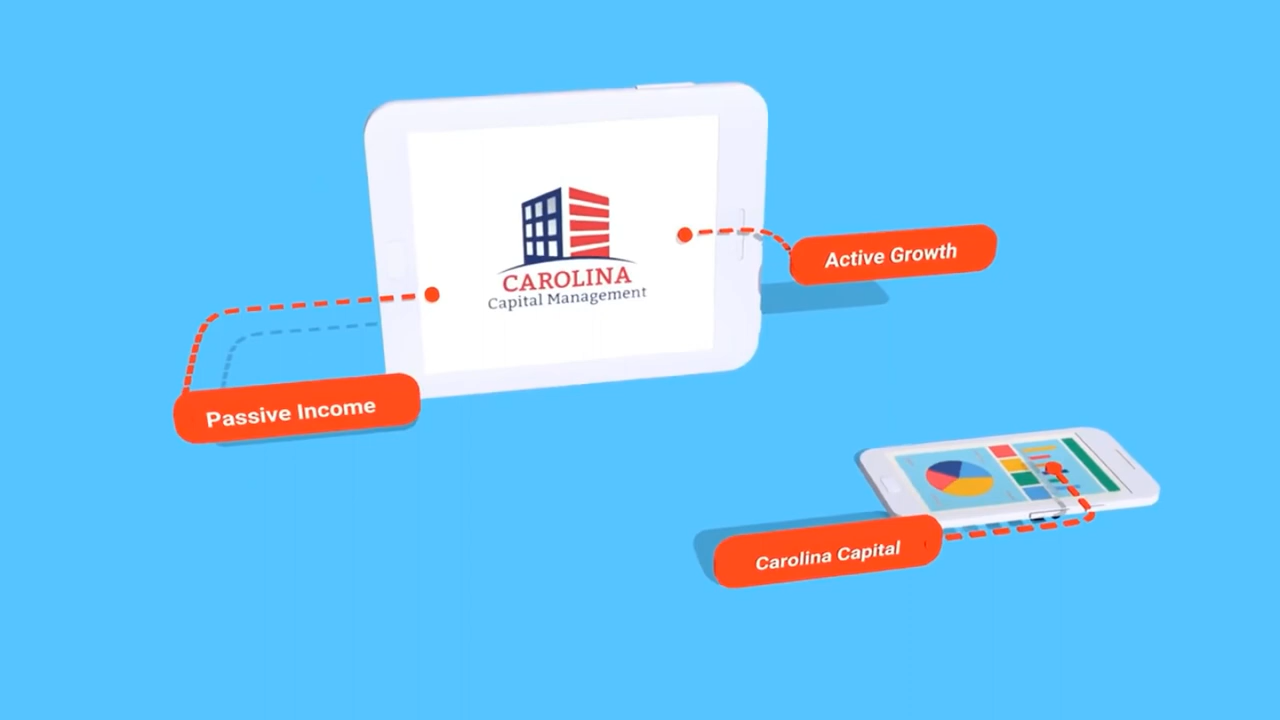 CAROLINA
Capital Management
Active Growth
Passive Income
Carolina Capital